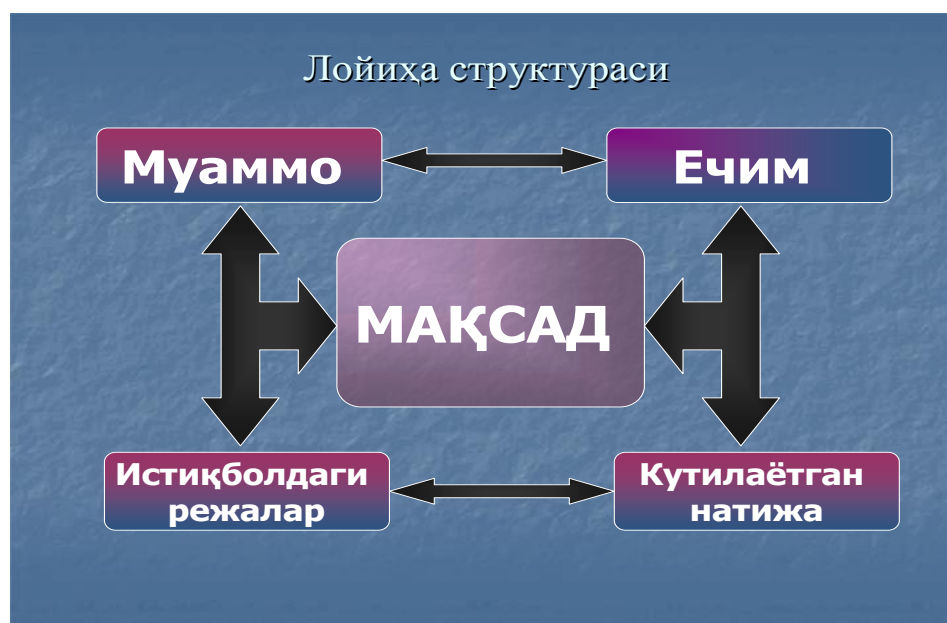 Лойиҳа структураси
Муаммо
Ечим
МАҚСАД
Истиқболдаги
режалар
Кутилаётган
натижа